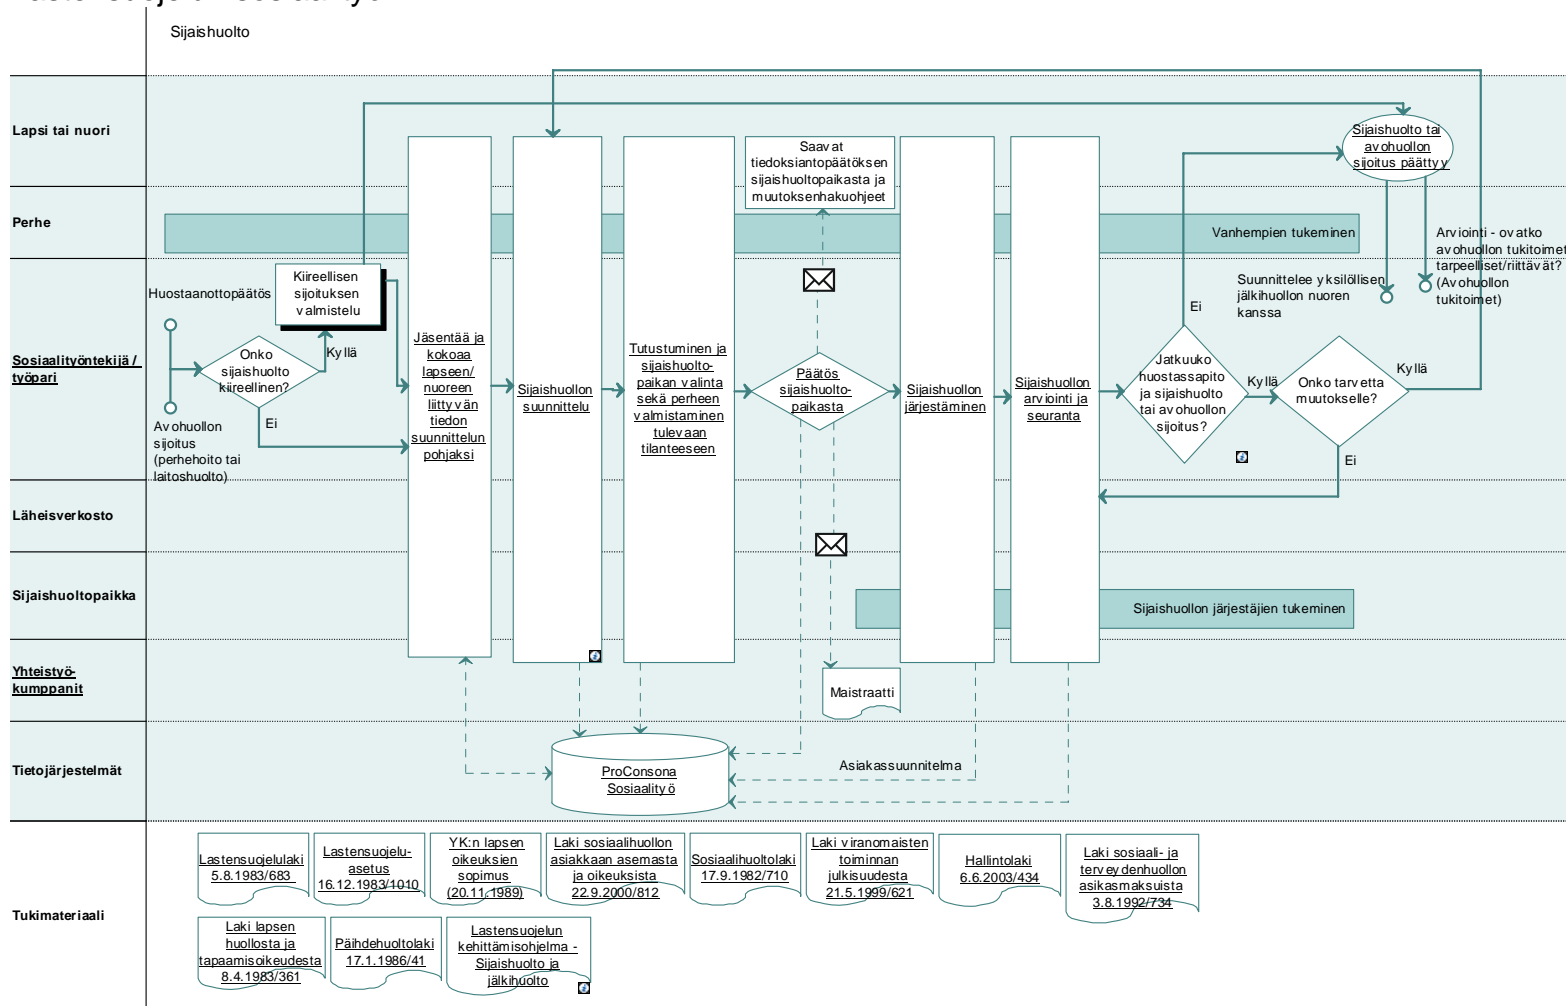 Sijaishuolto
Lapsi tai nuori
Sijaishuolto tai
avohuollon
sijoitus päättyy
Saavat
tiedoksiantopäätöksen
sijaishuoltopaikasta ja
muutoksenhakuohjeet
Perhe
Vanhempien tukeminen
Arviointi - ovatko
avohuollon tukitoimet
tarpeelliset/riittävät?
(Avohuollon
tukitoimet)
Suunnittelee yksilöllisen
jälkihuollon nuoren
kanssa
Sosiaalityöntekijä /
työpari
Huostaanottopäätös
Kiireellisen
sijoituksen
valmistelu
Onko
sijaishuolto
kiireellinen?
Kyllä
Ei
Avohuollon
sijoitus
(perhehoito tai
laitoshuolto)
Jäsentää ja
kokoaa
lapseen/
nuoreen
liittyvän
tiedon
suunnittelun
pohjaksi
Sijaishuollon
suunnittelu
Tutustuminen ja
sijaishuolto-
paikan valinta
sekä perheen
valmistaminen
tulevaan
tilanteeseen
Päätös
sijaishuolto-
paikasta
Sijaishuollon
järjestäminen
Sijaishuollon
arviointi ja
seuranta
Ei
Jatkuuko
huostassapito
ja sijaishuolto
tai avohuollon
sijoitus?
Kyllä
Onko tarvetta
muutokselle?
Kyllä
Ei
Läheisverkosto
Sijaishuoltopaikka
Sijaishuollon järjestäjien tukeminen
Yhteistyö-
kumppanit
Maistraatti
Tietojärjestelmät
ProConsona
Sosiaalityö
Asiakassuunnitelma
Tukimateriaali
Lastensuojelulaki
5.8.1983/683
Lastensuojelu-
asetus
16.12.1983/1010
YK:n lapsen
oikeuksien
sopimus
(20.11.1989)
Laki sosiaalihuollon
asiakkaan asemasta
ja oikeuksista
22.9.2000/812
Sosiaalihuoltolaki
17.9.1982/710
Laki viranomaisten
toiminnan
julkisuudesta
21.5.1999/621
Hallintolaki
6.6.2003/434
Laki sosiaali- ja
terveydenhuollon
asikasmaksuista
3.8.1992/734
Laki lapsen
huollosta ja
tapaamisoikeudesta
8.4.1983/361
Päihdehuoltolaki
17.1.1986/41
Lastensuojelun
kehittämisohjelma -
Sijaishuolto ja
jälkihuolto